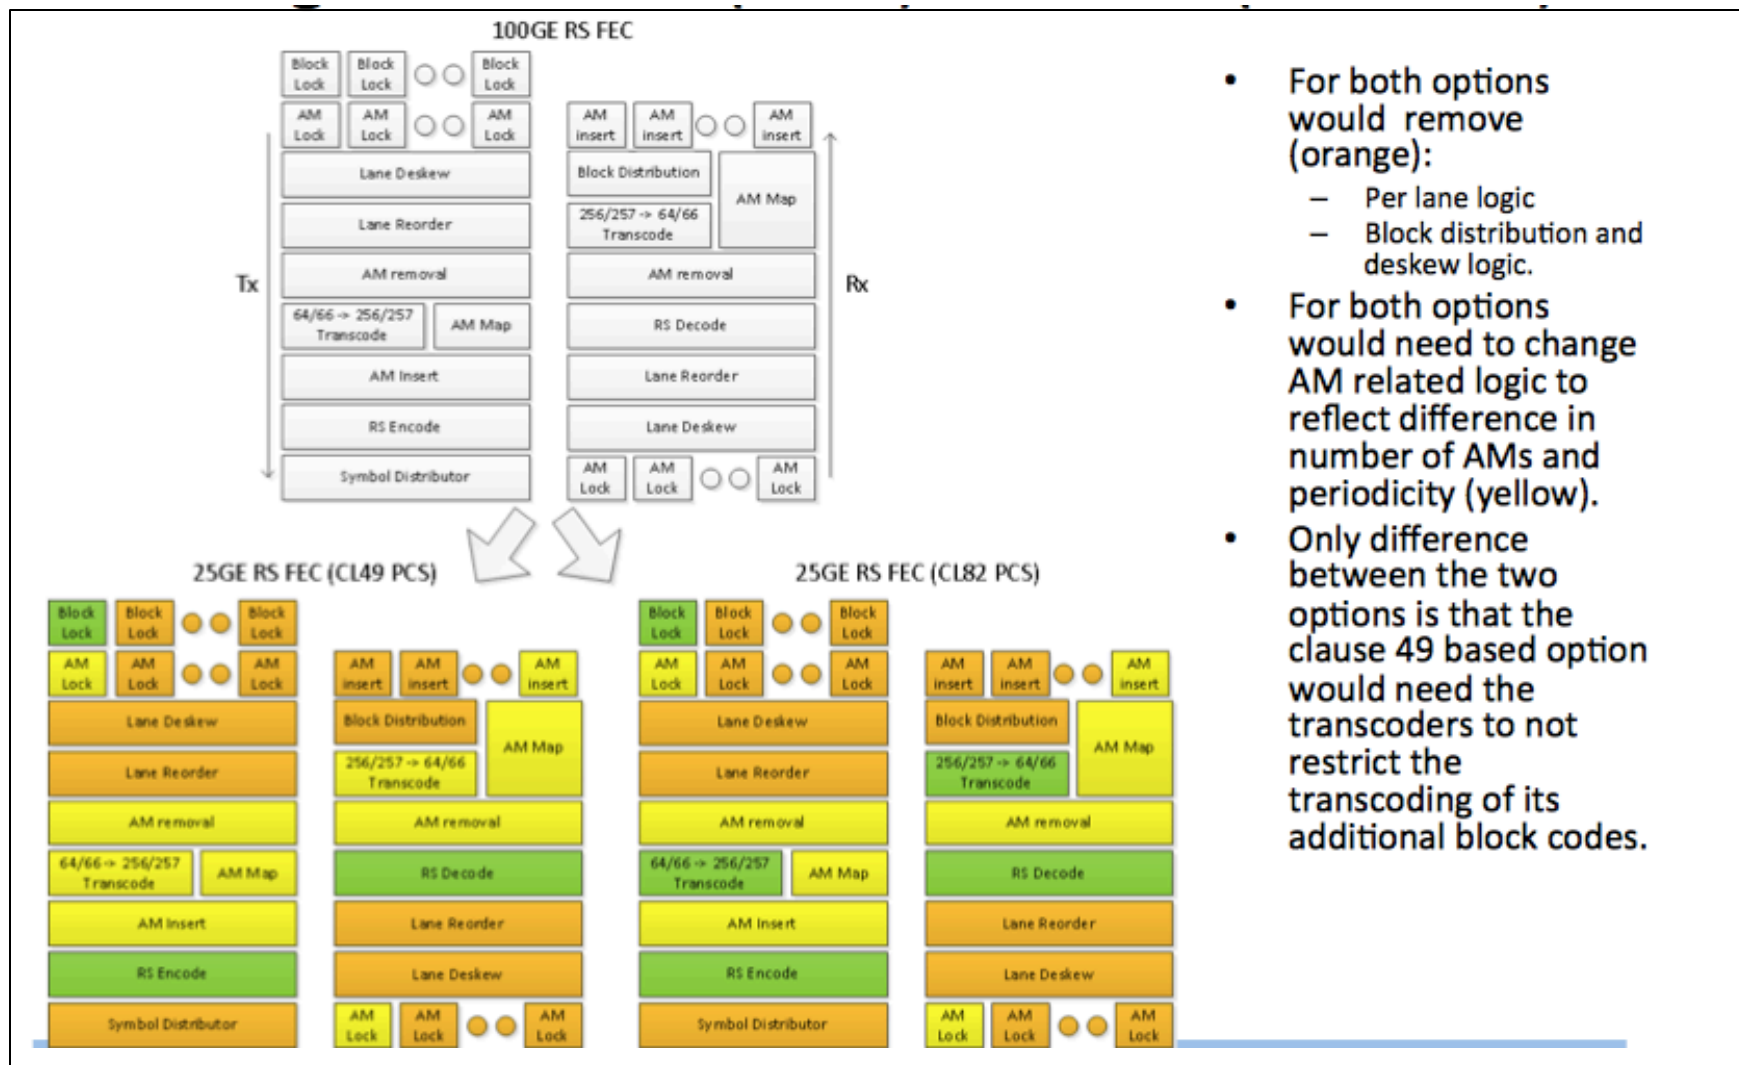 100GE RS FEC
Block Lock
Block Lock
Block Lock
AM Lock
AM Lock
AM Lock
Lane Deskew
Lane Reorder
AM removal
64/66 -> 256/257 Transcode
AM Map
AM Insert
RS Encode
Symbol Distributor
Tx
AM insert
AM insert
AM insert
Block Distribution
AM Map
256/257 -> 64/66 Transcode
AM removal
RS Decode
Lane Reorder
Lane Deskew
AM Lock
AM Lock
AM Lock
Rx
25GE RS FEC (CL49 PCS)
Block Lock
Block Lock
Block Lock
AM Lock
AM Lock
AM Lock
Lane Deskew
Lane Reorder
AM removal
64/66 -> 256/257 Transcode
AM Map
AM Insert
RS Encode
Symbol Distributor
AM insert
AM insert
AM insert
Block Distribution
AM Map
256/257 -> 64/66 Transcode
AM removal
RS Decode
Lane Reorder
Lane Deskew
AM Lock
AM Lock
AM Lock
25GE RS FEC (CL82 PCS)
Block Lock
Block Lock
Block Lock
AM Lock
AM Lock
AM Lock
Lane Deskew
Lane Reorder
AM removal
64/66 -> 256/257 Transcode
AM Map
AM Insert
RS Encode
Symbol Distributor
AM insert
AM insert
AM insert
Block Distribution
AM Map
256/257 -> 64/66 Transcode
AM removal
RS Decode
Lane Reorder
Lane Deskew
AM Lock
AM Lock
AM Lock
• For both options
would remove
(orange):
– Per lane logic
– Block distribution and
deskew logic.
• For both options
would need to change
AM related logic to
reflect difference in
number of AMs and
periodicity (yellow).
• Only difference
between the two
options is that the
clause 49 based option
would need the
transcoders to not
restrict the
transcoding of its
additional block codes.